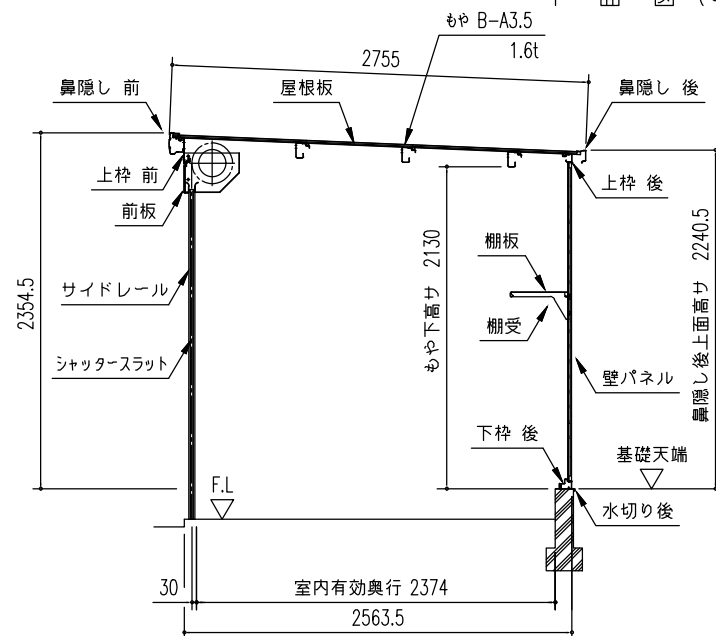 もや B-A3.5
1.6t
2755
鼻隠し 前
屋根板
鼻隠し 後
上枠 前
上枠 後
前板
もや下高サ 2130
棚板
棚受
鼻隠し後上面高サ 2240.5
2354.5
サイドレール
シャッタースラット
壁パネル
下枠 後
基礎天端
F.L
水切り後
30
室内有効奥行 2374
2563.5